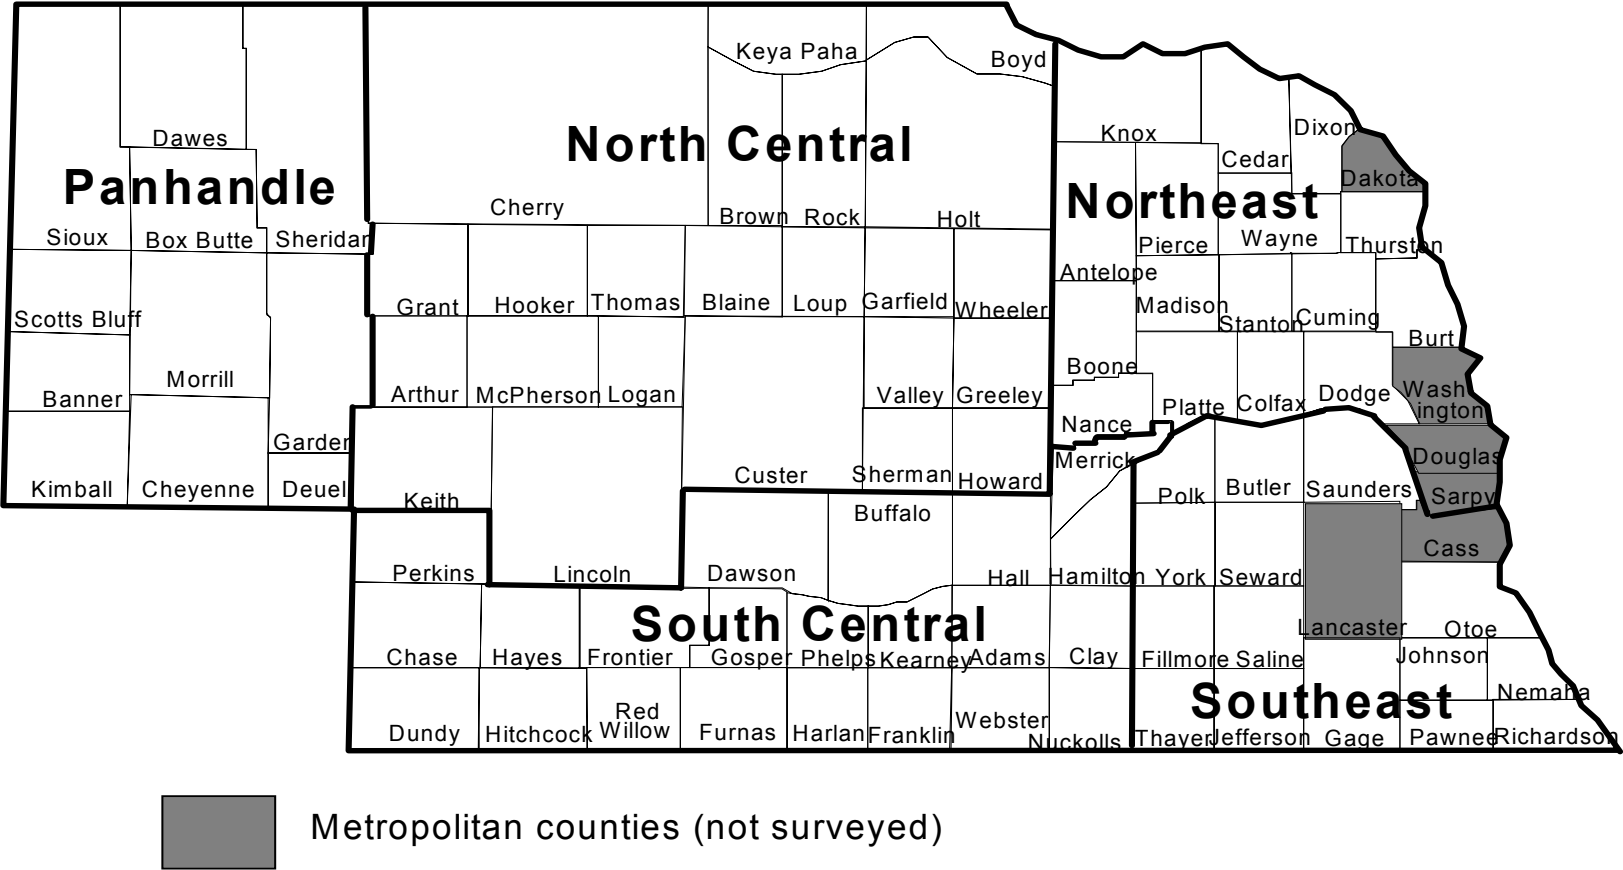 Keya Paha
Boyd
Knox
Dixon
Dawes
North Central
Cedar
Dakota
Panhandle
Northeast
Cherry
Brown
Rock
Holt
Sioux
Box Butte
Sheridan
Pierce
Wayne
Thurston
Antelope
Grant
Hooker
Thomas
Blaine
Loup
Garfield
Wheeler
Madison
Stanton
Cuming
Scotts Bluff
Burt
Boone
Morrill
Banner
Arthur
McPherson
Logan
Valley
Greeley
Platte
Colfax
Dodge
Wash
ington
Nance
Garden
Merrick
Douglas
Kimball
Cheyenne
Deuel
Keith
Custer
Sherman
Howard
Polk
Butler
Saunders
Sarpy
Buffalo
Cass
Perkins
Lincoln
Dawson
Hall
Hamilton
York
Seward
South Central
Lancaster
Otoe
Chase
Hayes
Frontier
Gosper
Phelps
Kearney
Adams
Clay
Fillmore
Saline
Johnson
Southeast
Nemaha
Dundy
Hitchcock
Red
Willow
Furnas
Harlan
Franklin
Webster
Nuckolls
Thayer
Jefferson
Gage
Pawnee
Richardson
Metropolitan counties (not surveyed)